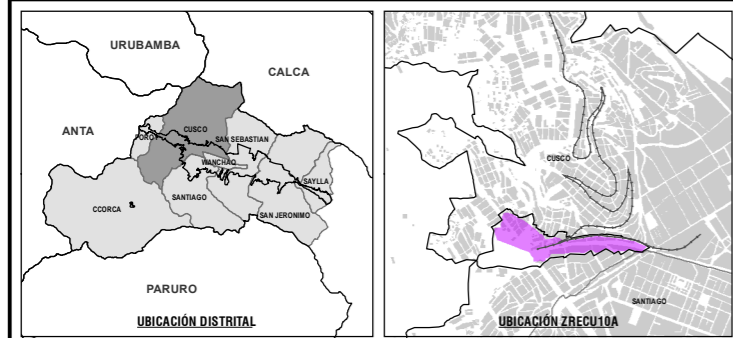 URUBAMBA
CALCA
ANTA
POROY
CUSCO
SAN SEBASTIAN
WANCHAQ
SAYLLA
CCORCA
SANTIAGO
SAN JERONIMO
PARURO
UBICACIÓN DISTRITAL
CUSCO
SANTIAGO
UBICACIÓN ZRECU10A